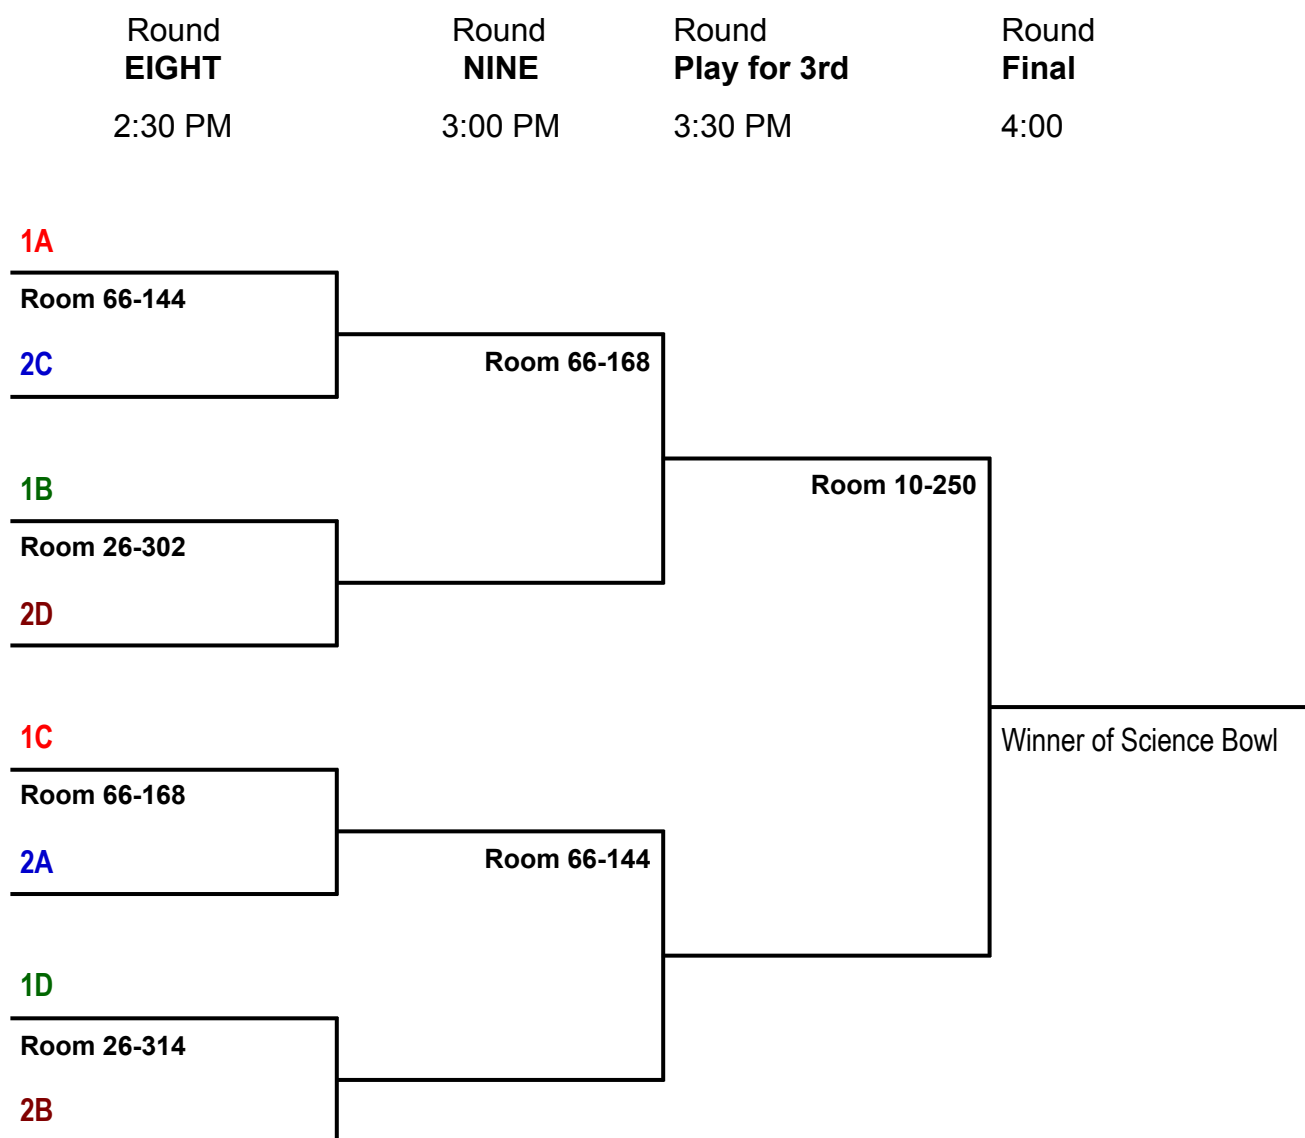 Round Round Round Round
EIGHT NINE Play for 3rd Final
2:30 PM 3:00 PM 3:30 PM 4:00
1A
Room 66-144
2C
Room 66-168
1B
Room 10-250
Room 26-302
2D
1C
Winner of Science Bowl
Room 66-168
2A
Room 66-144
1D
Room 26-314
2B